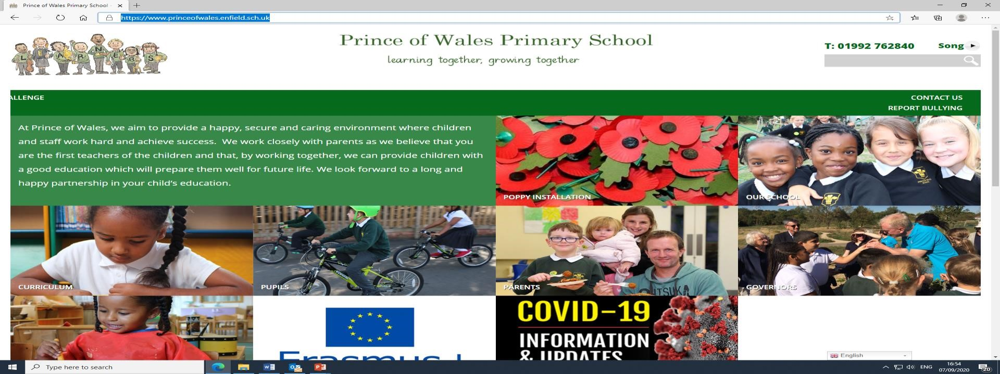 Prince of Wales Primary School -
https://www.princeofwales.enfield.sch.uk
LEARNERS
Prince of Wales Primary School
learning together, growing together
T: 01992 762840
Song
ALLENGE
CONTACT US
REPORT BULLYING
At Prince of Wales, we aim to provide a happy, secure and caring environment where children
and staff work hard and achieve success. We work closely with parents as we believe that you
are the first teachers of the children and that, by working together, we can provide children with
a good education which will prepare them well for future life. We look forward to a long and
happy partnership in your child’s education.
POPPY INSTALLATION
OUR SCHOOL
CURRICULUM
PUPILS
PARENTS
GOVERNORS
Erasmus+
COVID-19
INFORMATION
& UPDATES
English
Type here to search
ENG
16:54
07/09/2020
20